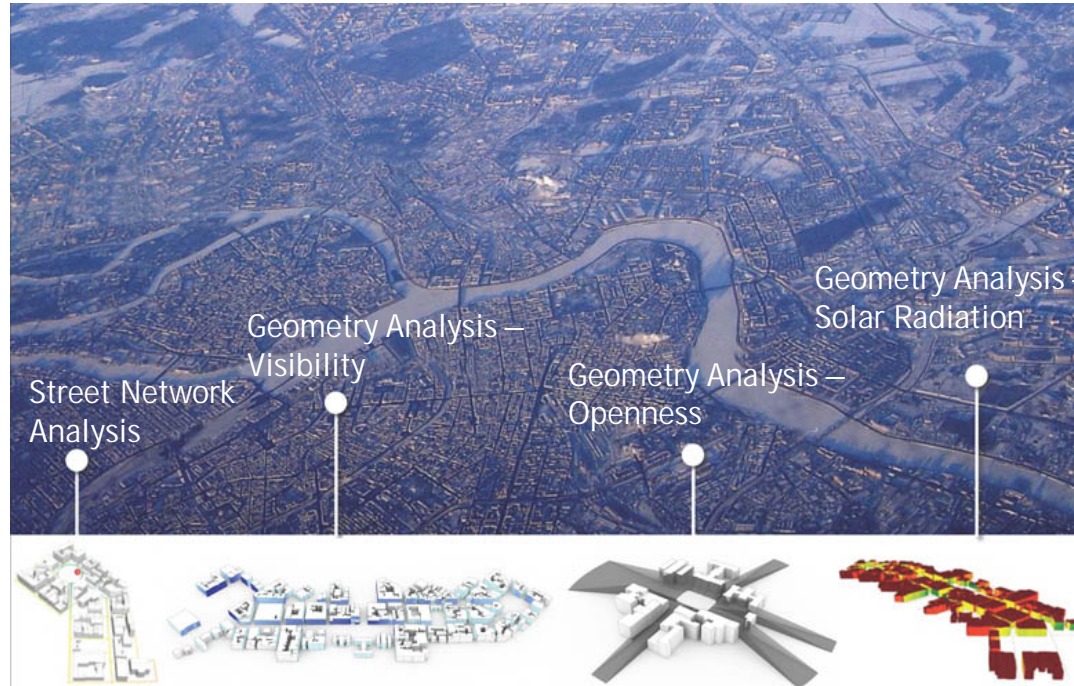 Street Network
Analysis
Geometry Analysis –
Visibility
Geometry Analysis –
Openness
Geometry Analysis -
Solar Radiation